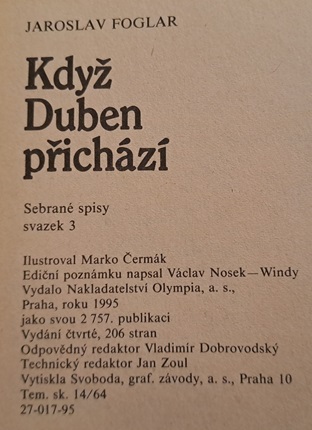 JAROSLAV FOGLAR
Když
Duben
přichází
Sebrané spisy
svazek 3
Ilustroval Marko Čermák
Ediční poznámku napsal Václav Nosek—Windy
Vydalo Nakladatelství Olympia, a. s.,
Praha, roku 1995
jako svou 2 757. publikaci
Vydání čtvrté, 206 stran
Odpovědný redaktor Vladimír Dobrovodský
Technický redaktor Jan Zoul
Vytiskla Svoboda, graf. závody, a. s., Praha 10
Tem. sk. 14/64
27-017-95